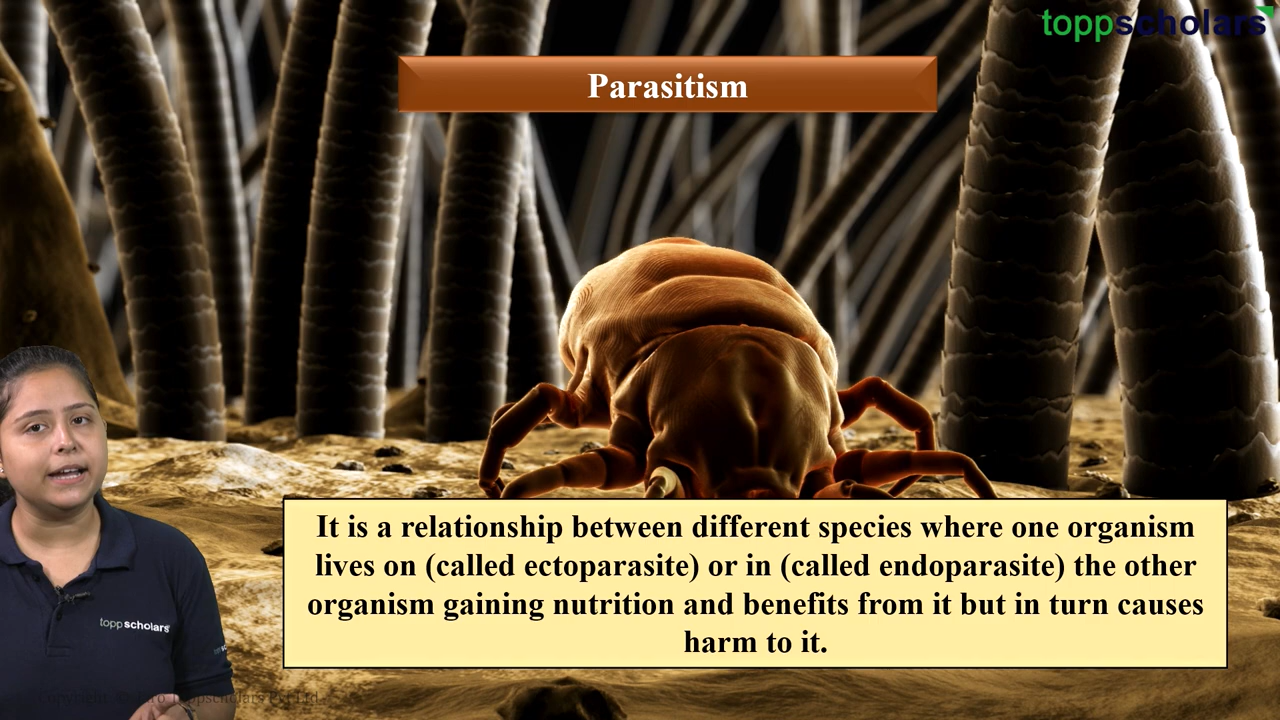 toppscholars
Parasitism
It is a relationship between different species where one organism
lives on (called ectoparasite) or in (called endoparasite) the other
organism gaining nutrition and benefits from it but in turn causes
harm to it.
toppscholars